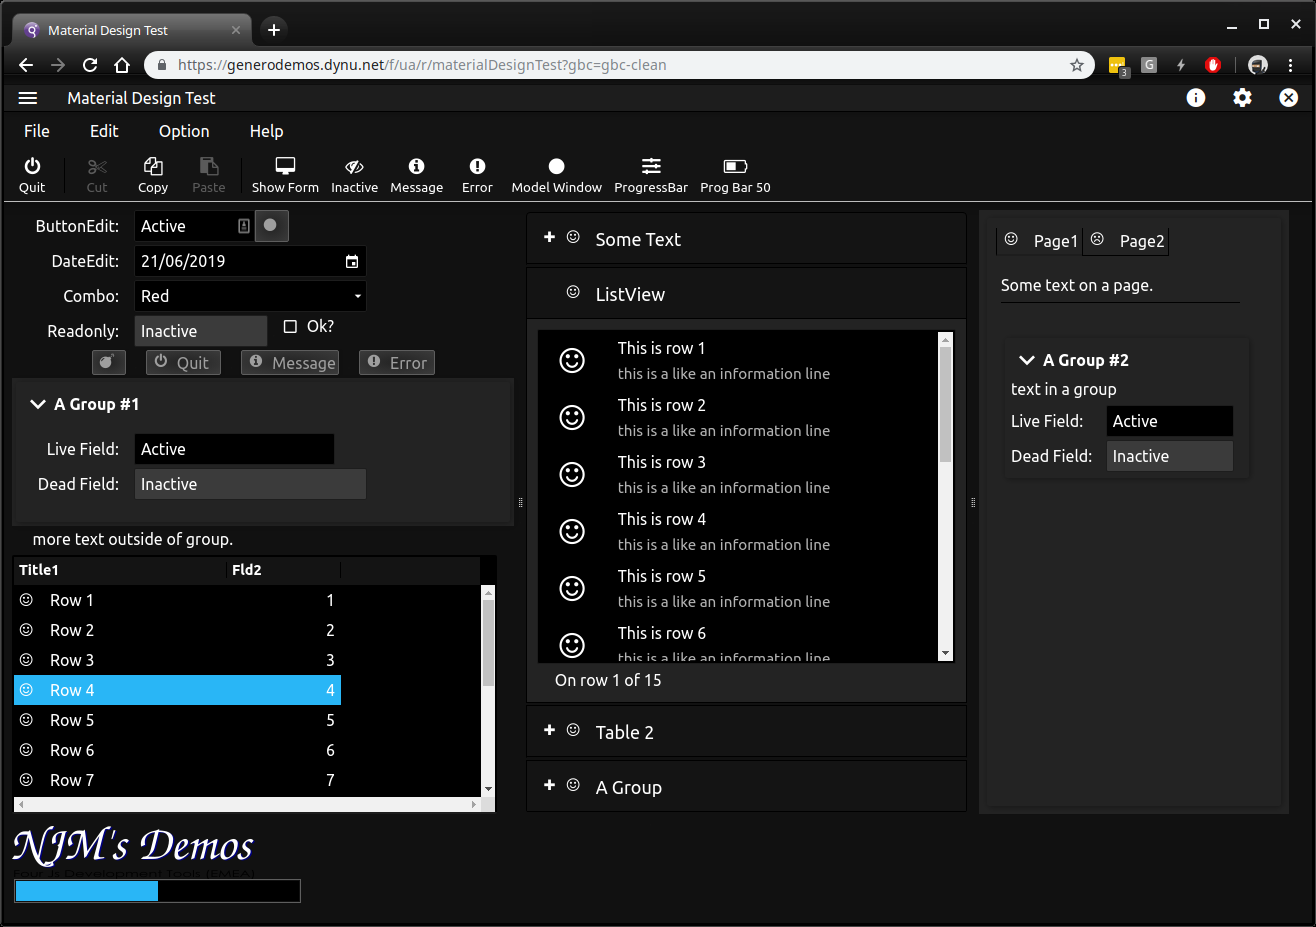 Material Design Test
https://generodemos.dynu.net/f/ua/r/materialDesignTest?gbc=gbc-clean
3
G
Material Design Test
File Edit Option Help
Quit Cut Copy Paste Show Form Inactive Message Error Model Window ProgressBar Prog Bar 50
ButtonEdit: Active
DateEdit: 21/06/2019
Combo: Red
Readonly: Inactive Ok?
Quit Message Error
A Group #1
Live Field: Active
Dead Field: Inactive
more text outside of group.
Title1 Fld2
Row 1 1
Row 2 2
Row 3 3
Row 4 4
Row 5 5
Row 6 6
Row 7 7
NJM's Demos
Four Js Development Tools (EMEA)
Some Text
ListView
This is row 1
this is a like an information line
This is row 2
this is a like an information line
This is row 3
this is a like an information line
This is row 4
this is a like an information line
This is row 5
this is a like an information line
This is row 6
this is a like an information line
On row 1 of 15
Table 2
A Group
Page1 Page2
Some text on a page.
A Group #2
text in a group
Live Field: Active
Dead Field: Inactive